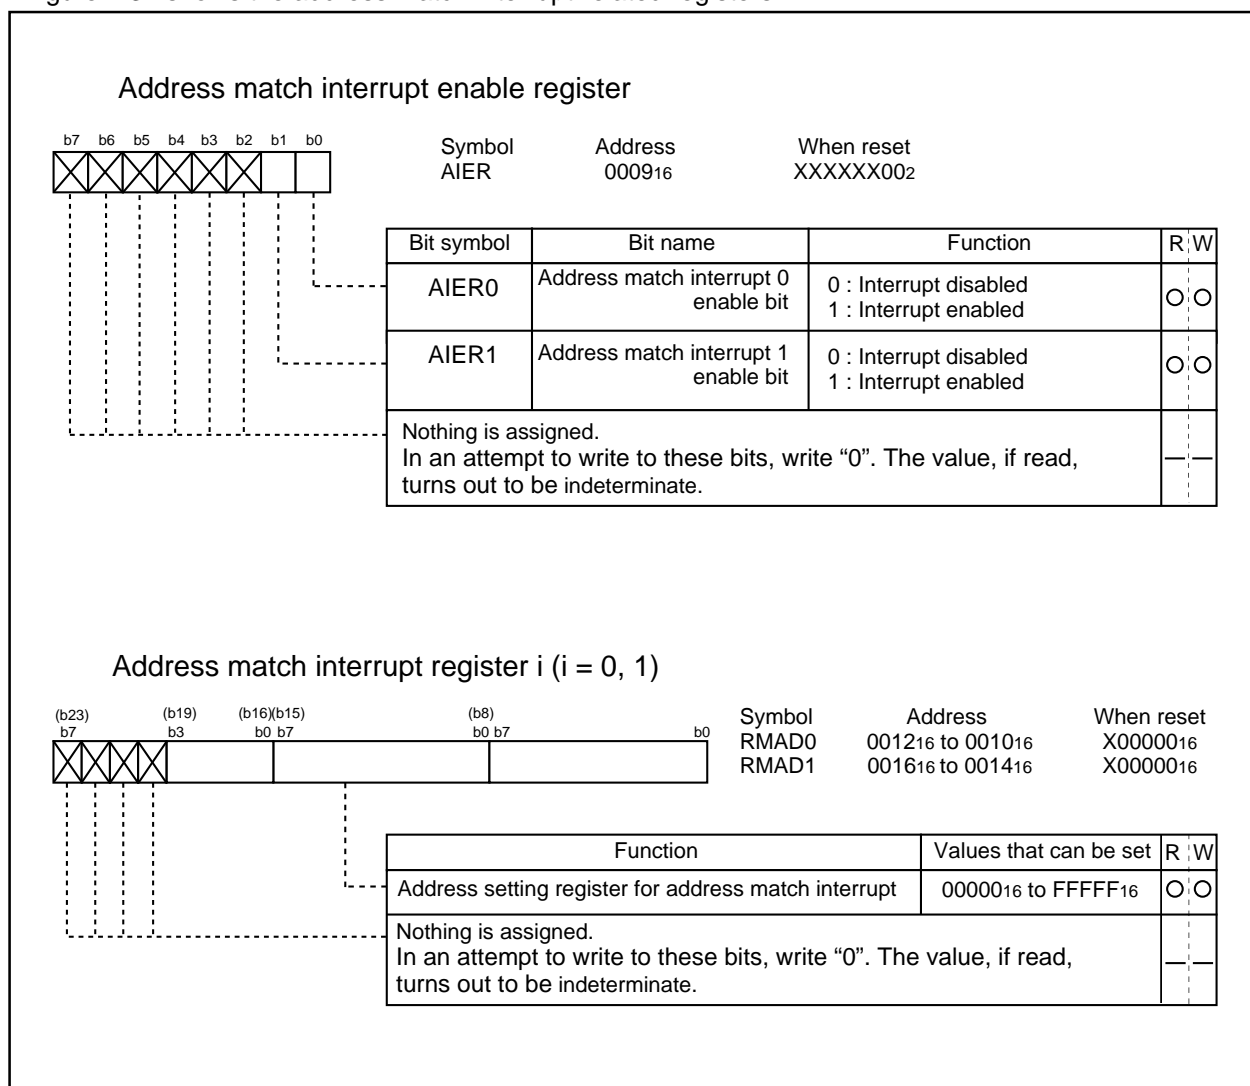 Address match interrupt enable register
b7 b6 b5 b4 b3 b2 b1 b0
Symbol Address When reset
AIER 000916 XXXXXX002
Bit symbol Bit name Function R W
AIER0 Address match interrupt 0 enable bit 0 : Interrupt disabled
1 : Interrupt enabled
AIER1 Address match interrupt 1 enable bit 0 : Interrupt disabled
1 : Interrupt enabled
Nothing is assigned.
In an attempt to write to these bits, write “0”. The value, if read,
turns out to be indeterminate.
Address match interrupt register i (i = 0, 1)
(b23) (b19) (b16)(b15) (b8)
b7 b3 b0 b7 b0 b7 b0
Symbol Address When reset
RMAD0 001216 to 001016 X0000016
RMAD1 001616 to 001416 X0000016
Function Values that can be set R W
Address setting register for address match interrupt 0000016 to FFFFF16
Nothing is assigned.
In an attempt to write to these bits, write “0”. The value, if read,
turns out to be indeterminate.